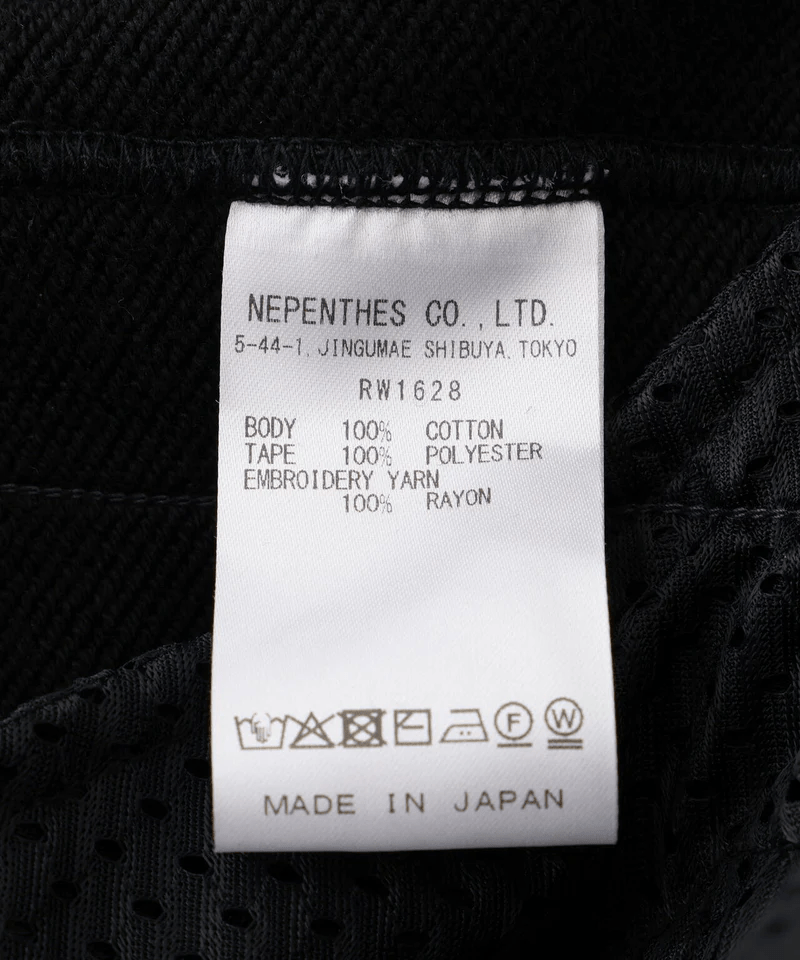 NEPENTHES CO.,LTD.
5-44-1, JINGUMAE SHIBUYA, TOKYO
RW1628
BODY 100% COTTON
TAPE 100% POLYESTER
EMBROIDERY YARN
100% RAYON
F W
MADE IN JAPAN